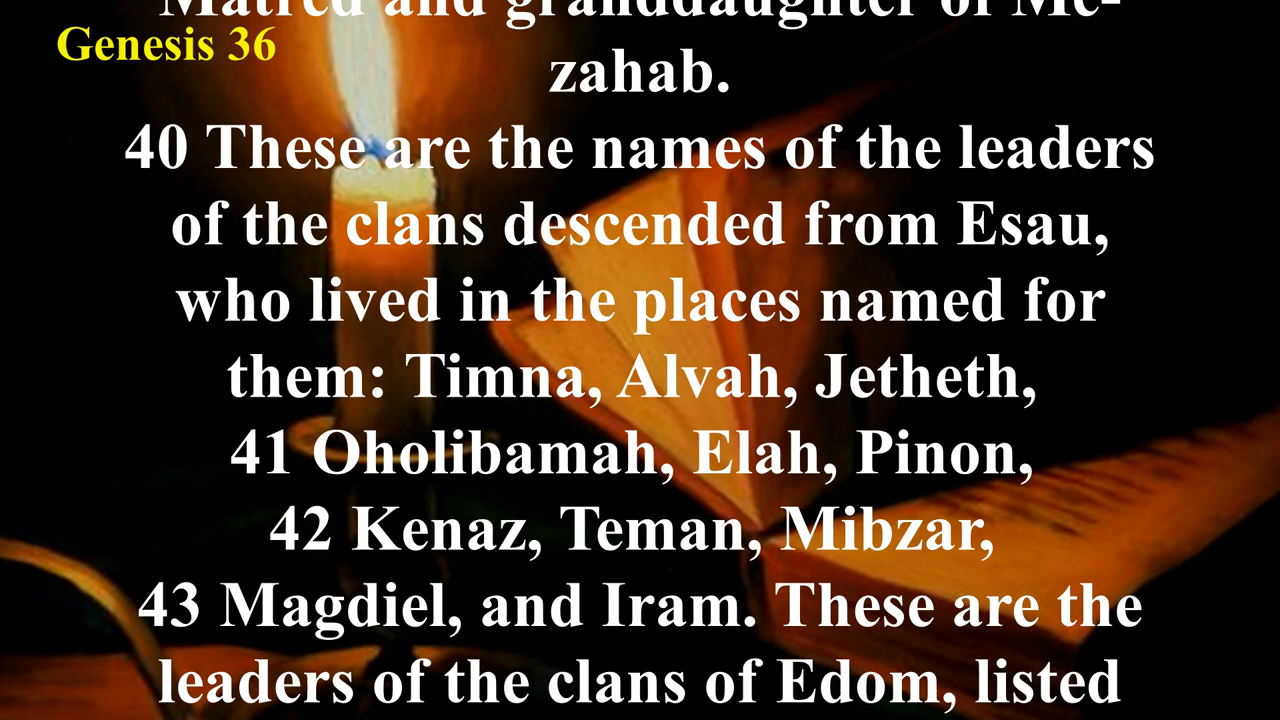 Matred and granddaughter of Me-
Genesis 36
zahab.
40 These are the names of the leaders
of the clans descended from Esau,
who lived in the places named for
them: Timna, Alvah, Jetheth,
41 Oholibamah, Elah, Pinon,
42 Kenaz, Teman, Mibzar,
43 Magdiel, and Iram. These are the
leaders of the clans of Edom, listed